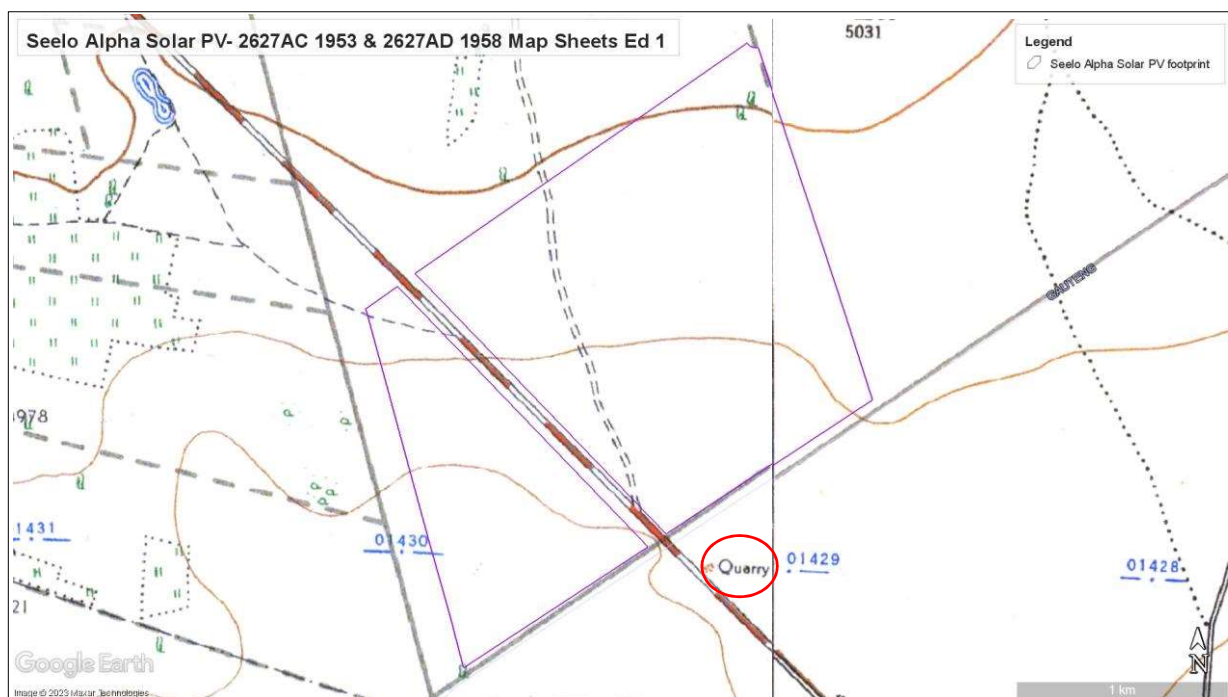 Seelo Alpha Solar PV- 2627AC 1953 & 2627AD 1958 Map Sheets Ed 1
5031
Legend
Seelo Alpha Solar PV footprint
GAUTENG
978
1431
01430
Quarry
01429
01428
21
Google Earth
Image © 2023 Maxar Technologies
1 km
N